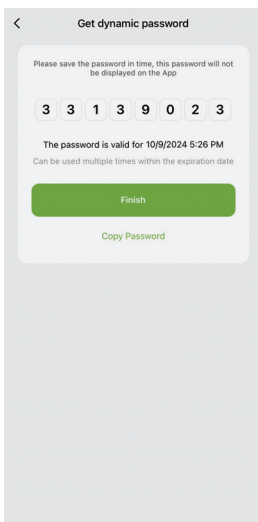 Get dynamic password
Please save the password in time, this password will not
be displayed on the App
3 3 1 3 9 0 2 3
The password is valid for 10/9/2024 5:26 PM
Can be used multiple times within the expiration date
Finish
Copy Password